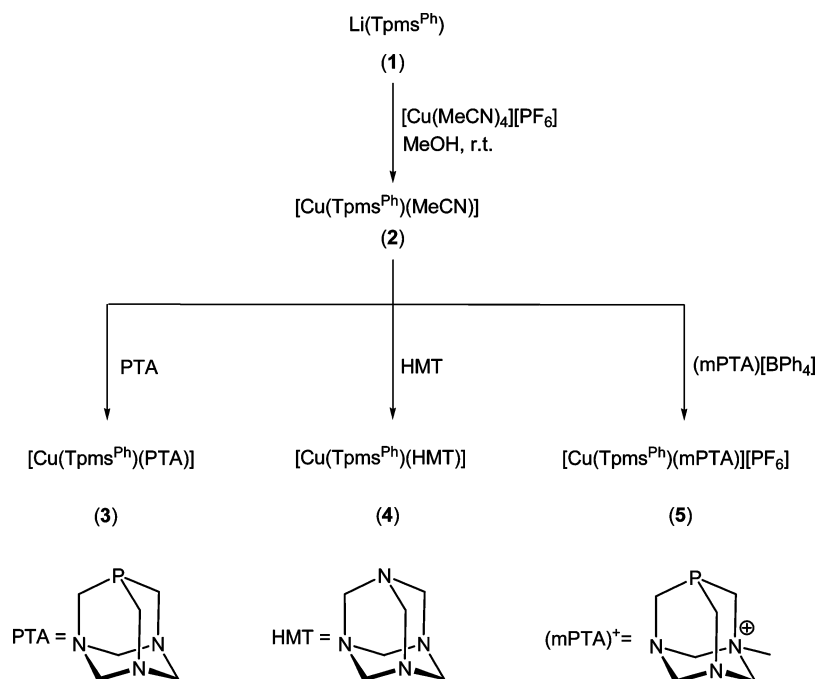 Li(Tpms^Ph)
(1)
[Cu(MeCN)₄][PF₆]
MeOH, r.t.
[Cu(Tpms^Ph)(MeCN)]
(2)
PTA
HMT
(mPTA)[BPh₄]
[Cu(Tpms^Ph)(PTA)]
[Cu(Tpms^Ph)(HMT)]
[Cu(Tpms^Ph)(mPTA)][PF₆]
(3)
(4)
(5)
PTA =
P
N
N
N
HMT =
N
N
N
N
(mPTA)⁺=
P
N
N
⊕
N